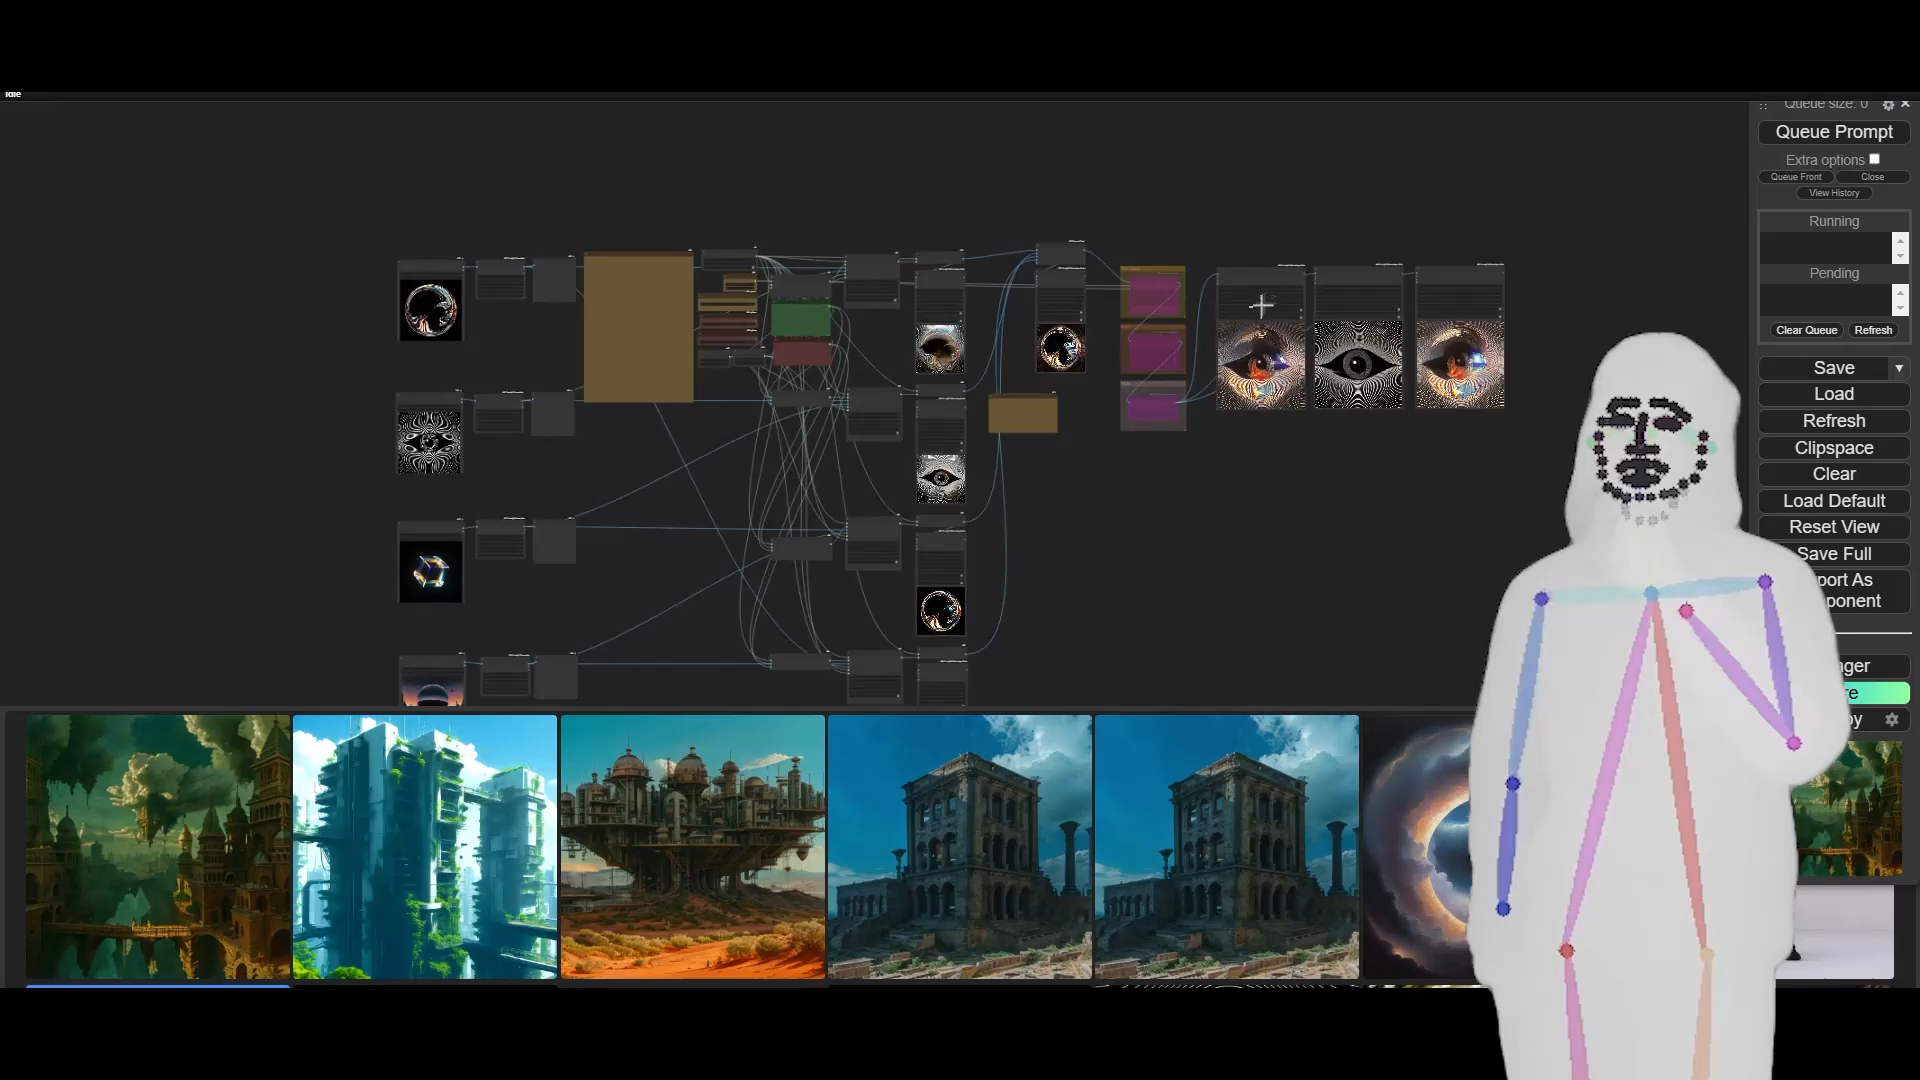 Idle
Queue size: 0
Queue Prompt
Extra options
Queue Front
Close
View History
Running
Pending
Clear Queue
Refresh
Save
Load
Refresh
Clipspace
Clear
Load Default
Reset View
Save Full
port As
ponent